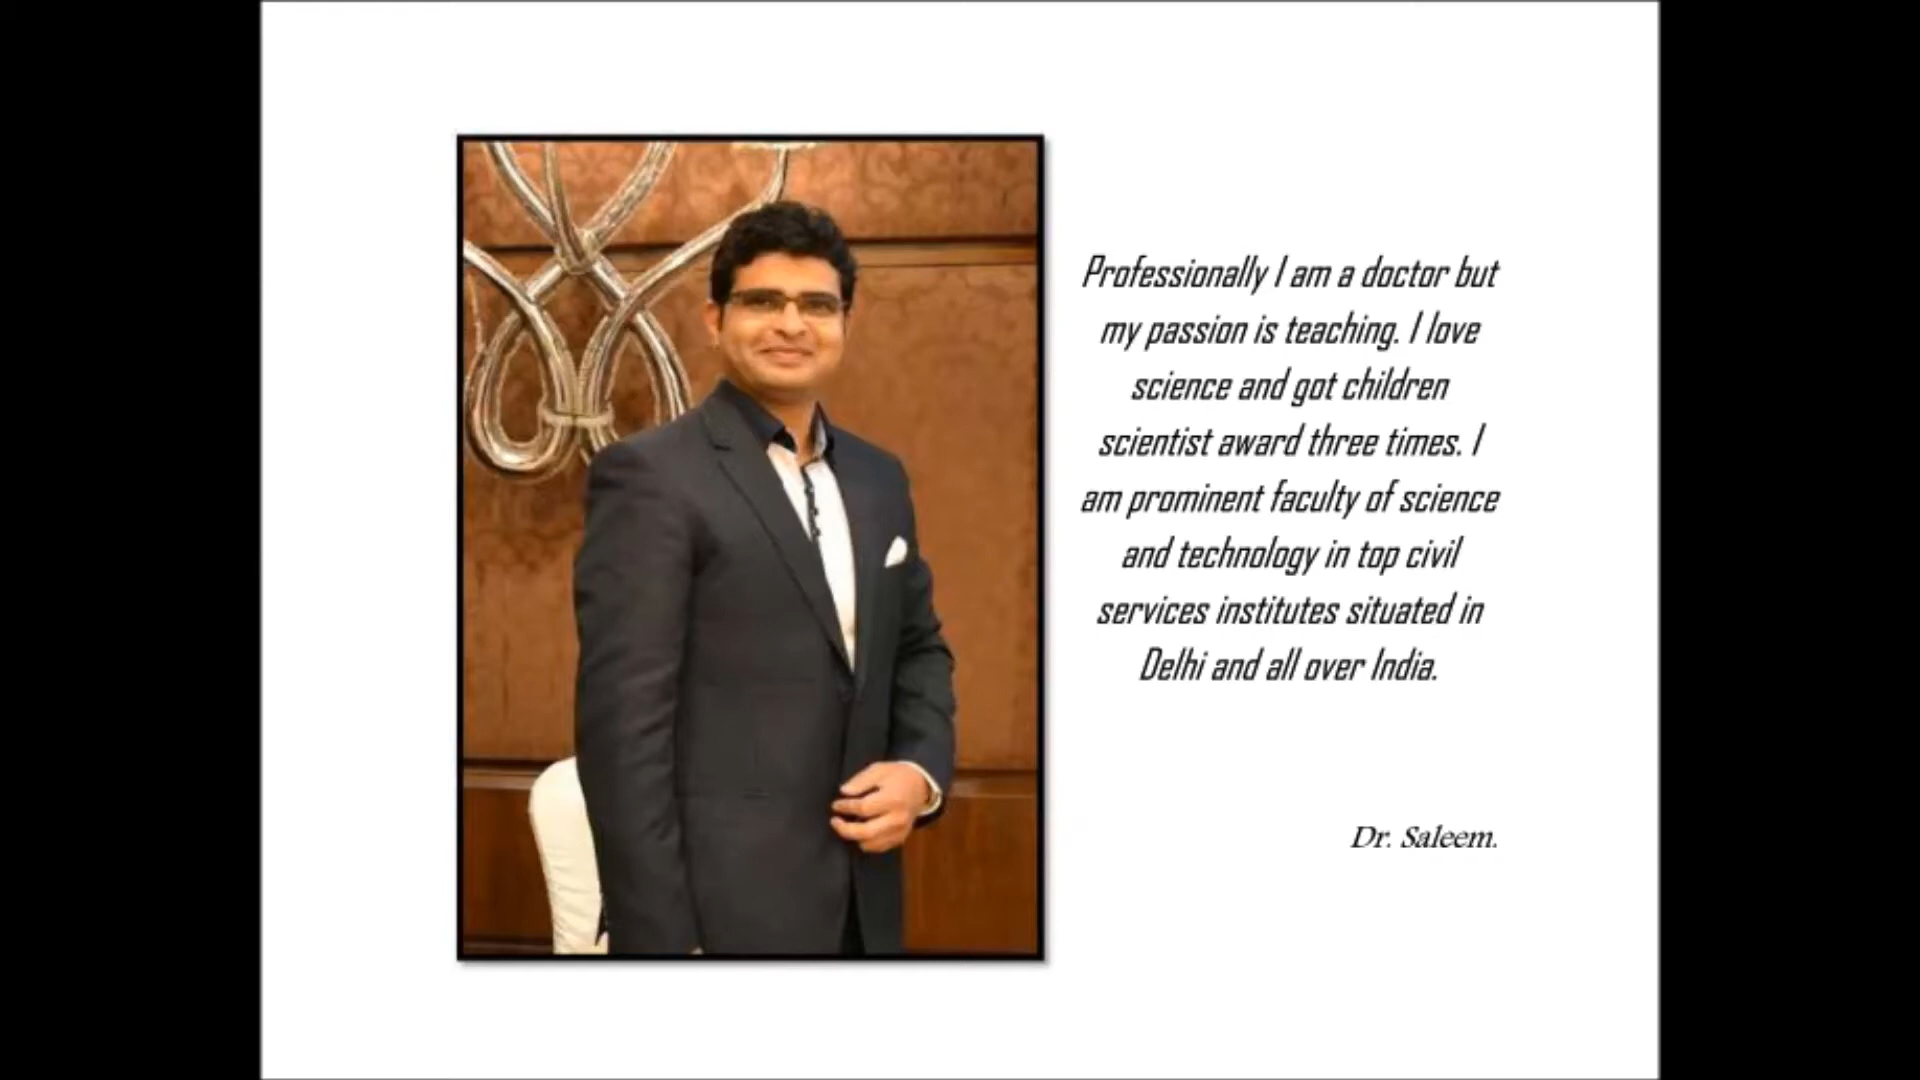 Professionally I am a doctor but
my passion is teaching. I love
science and got children
scientist award three times. I
am prominent faculty of science
and technology in top civil
services institutes situated in
Delhi and all over India.
Dr. Saleem.